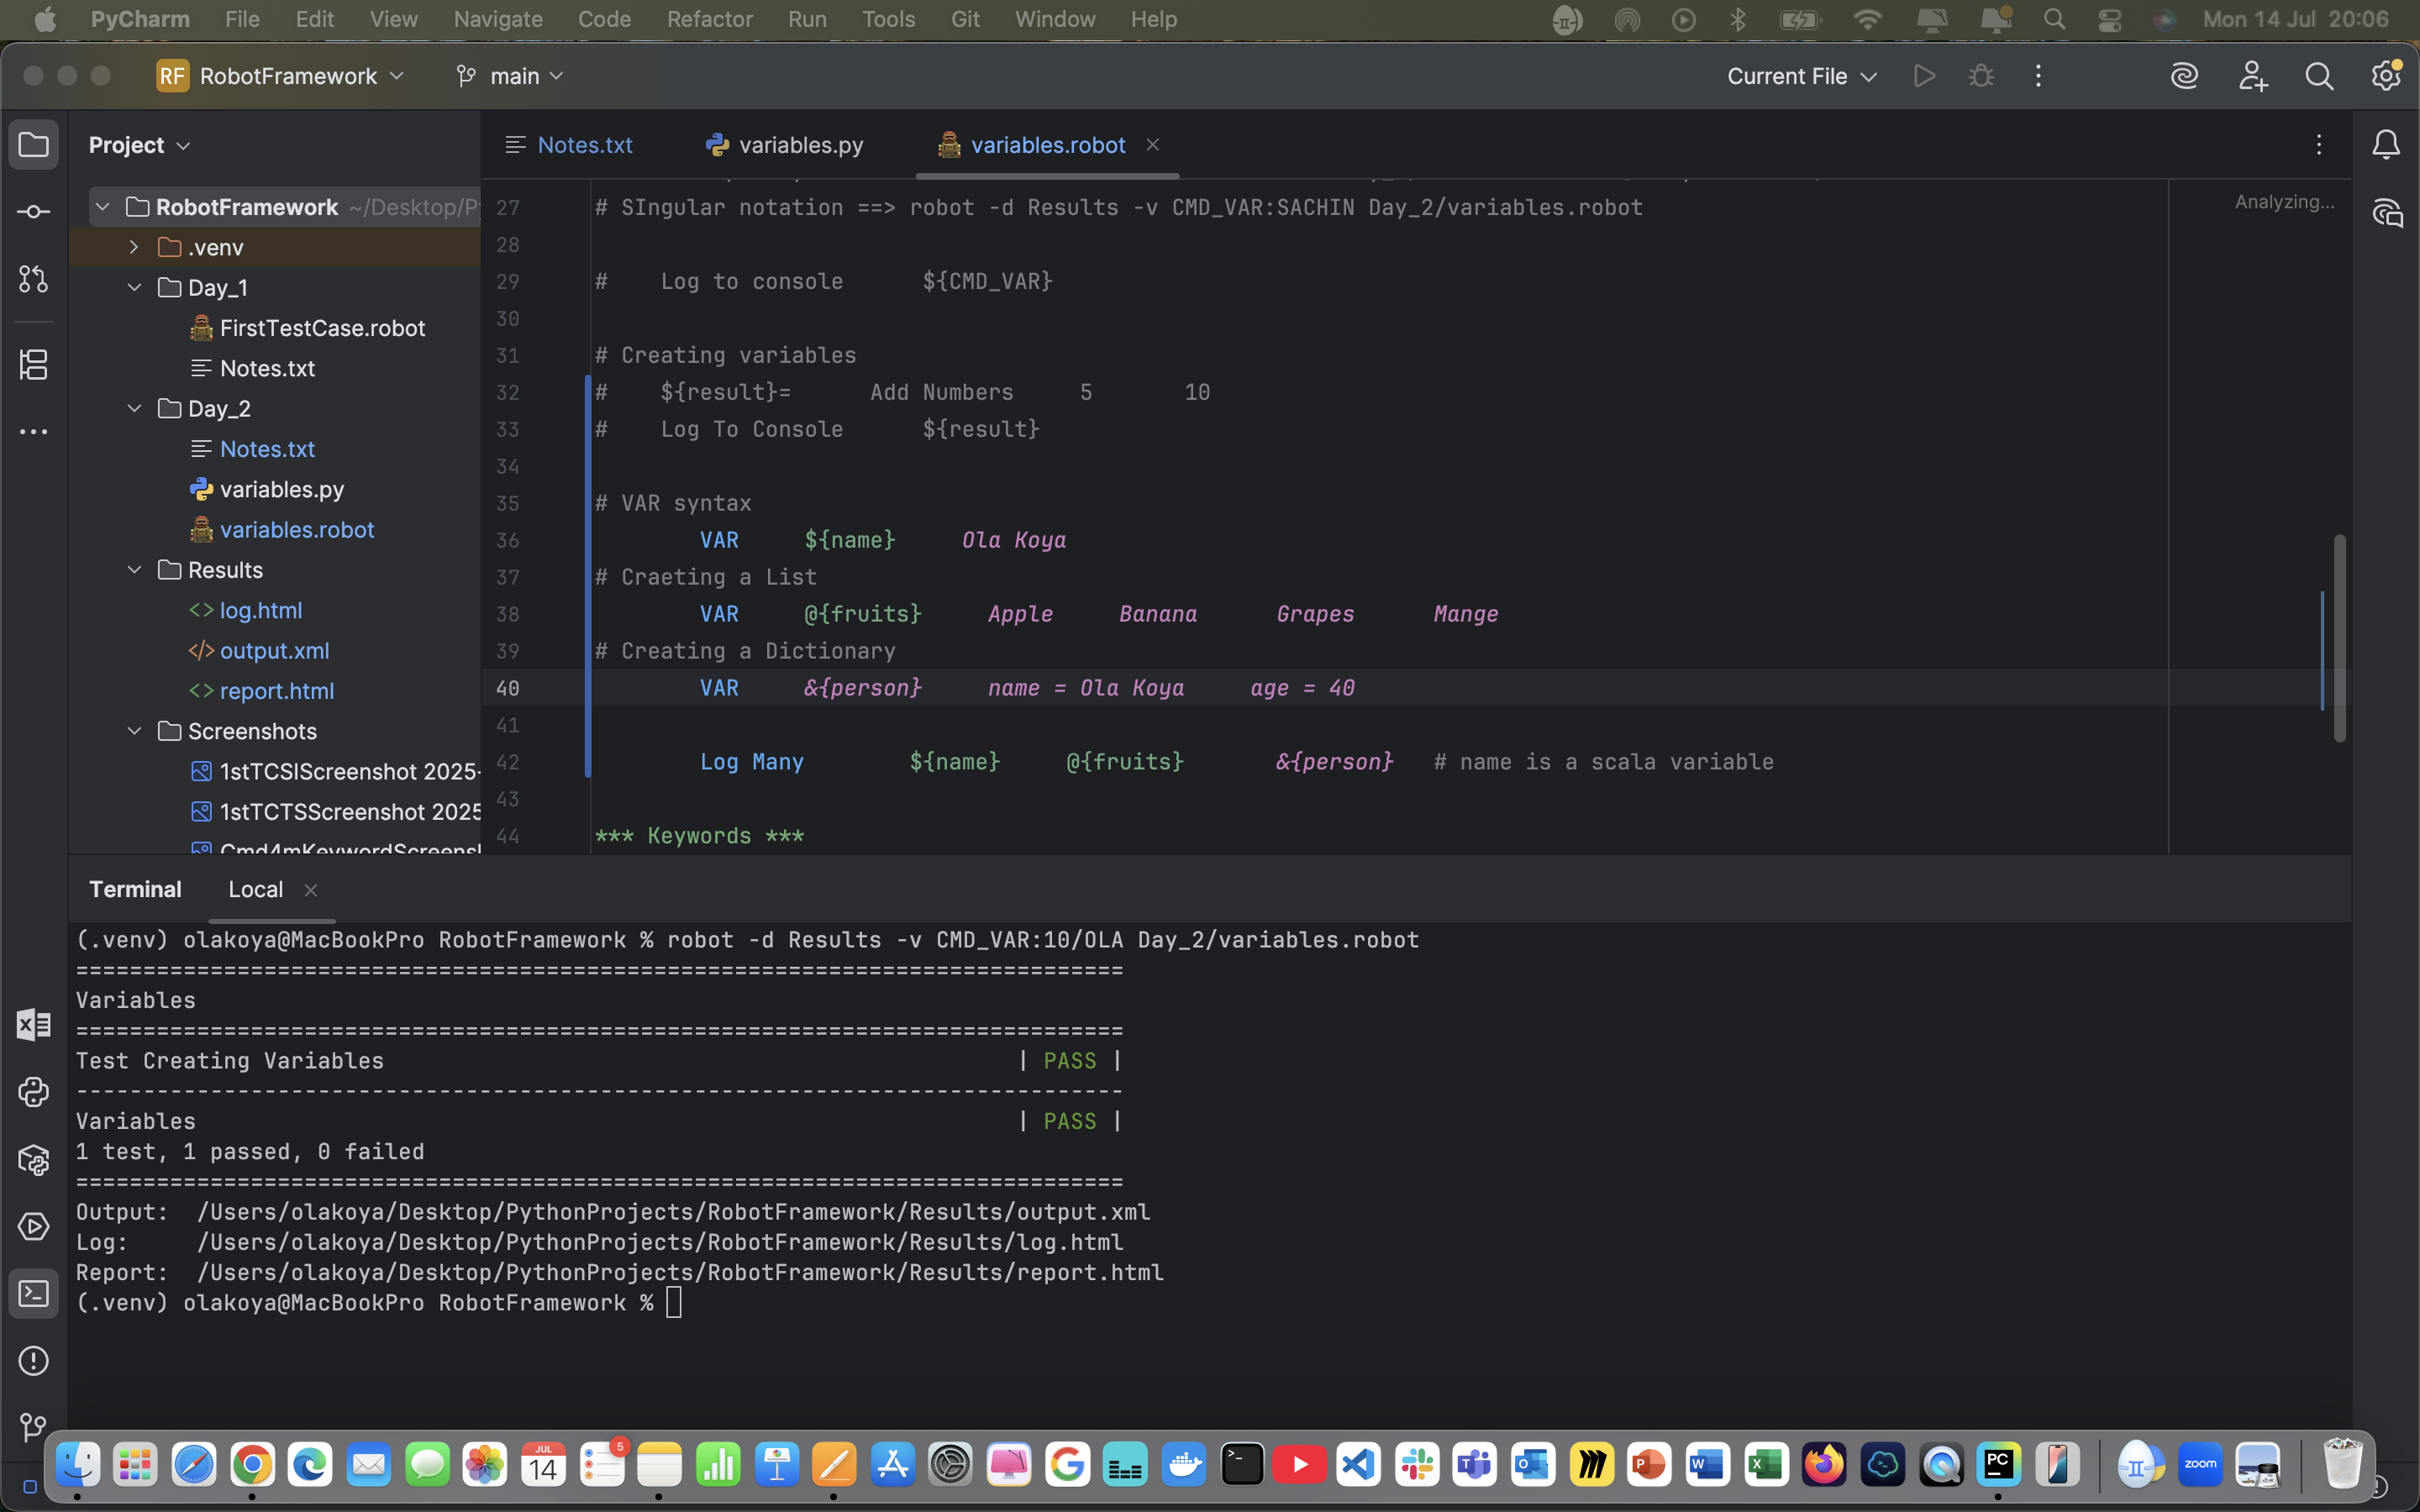 PyCharm File Edit View Navigate Code Refactor Run Tools Git Window Help Mon 14 Jul 20:06
RF RobotFramework main Current File
Project
Notes.txt variables.py variables.robot
RobotFramework ~/Desktop/P
.venv
Day_1
FirstTestCase.robot
Notes.txt
Day_2
Notes.txt
variables.py
variables.robot
Results
log.html
output.xml
report.html
Screenshots
1stTCSIScreenshot 2025-
1stTCTSScreenshot 2025
Cmd4mKeywordScreensh
Analyzing...
27 # SIngular notation ==> robot -d Results -v CMD_VAR:SACHIN Day_2/variables.robot
28
29 # Log to console ${CMD_VAR}
30
31 # Creating variables
32 # ${result}= Add Numbers 5 10
33 # Log To Console ${result}
34
35 # VAR syntax
36 VAR ${name} Ola Koya
37 # Craeting a List
38 VAR @{fruits} Apple Banana Grapes Mange
39 # Creating a Dictionary
40 VAR &{person} name = Ola Koya age = 40
41
42 Log Many ${name} @{fruits} &{person} # name is a scala variable
43
44 *** Keywords ***
Terminal Local
(.venv) olakoya@MacBookPro RobotFramework % robot -d Results -v CMD_VAR:10/OLA Day_2/variables.robot
==============================================================================
Variables
==============================================================================
Test Creating Variables | PASS |
------------------------------------------------------------------------------
Variables | PASS |
1 test, 1 passed, 0 failed
==============================================================================
Output: /Users/olakoya/Desktop/PythonProjects/RobotFramework/Results/output.xml
Log: /Users/olakoya/Desktop/PythonProjects/RobotFramework/Results/log.html
Report: /Users/olakoya/Desktop/PythonProjects/RobotFramework/Results/report.html
(.venv) olakoya@MacBookPro RobotFramework %
JUL
14
5
PC
zoom